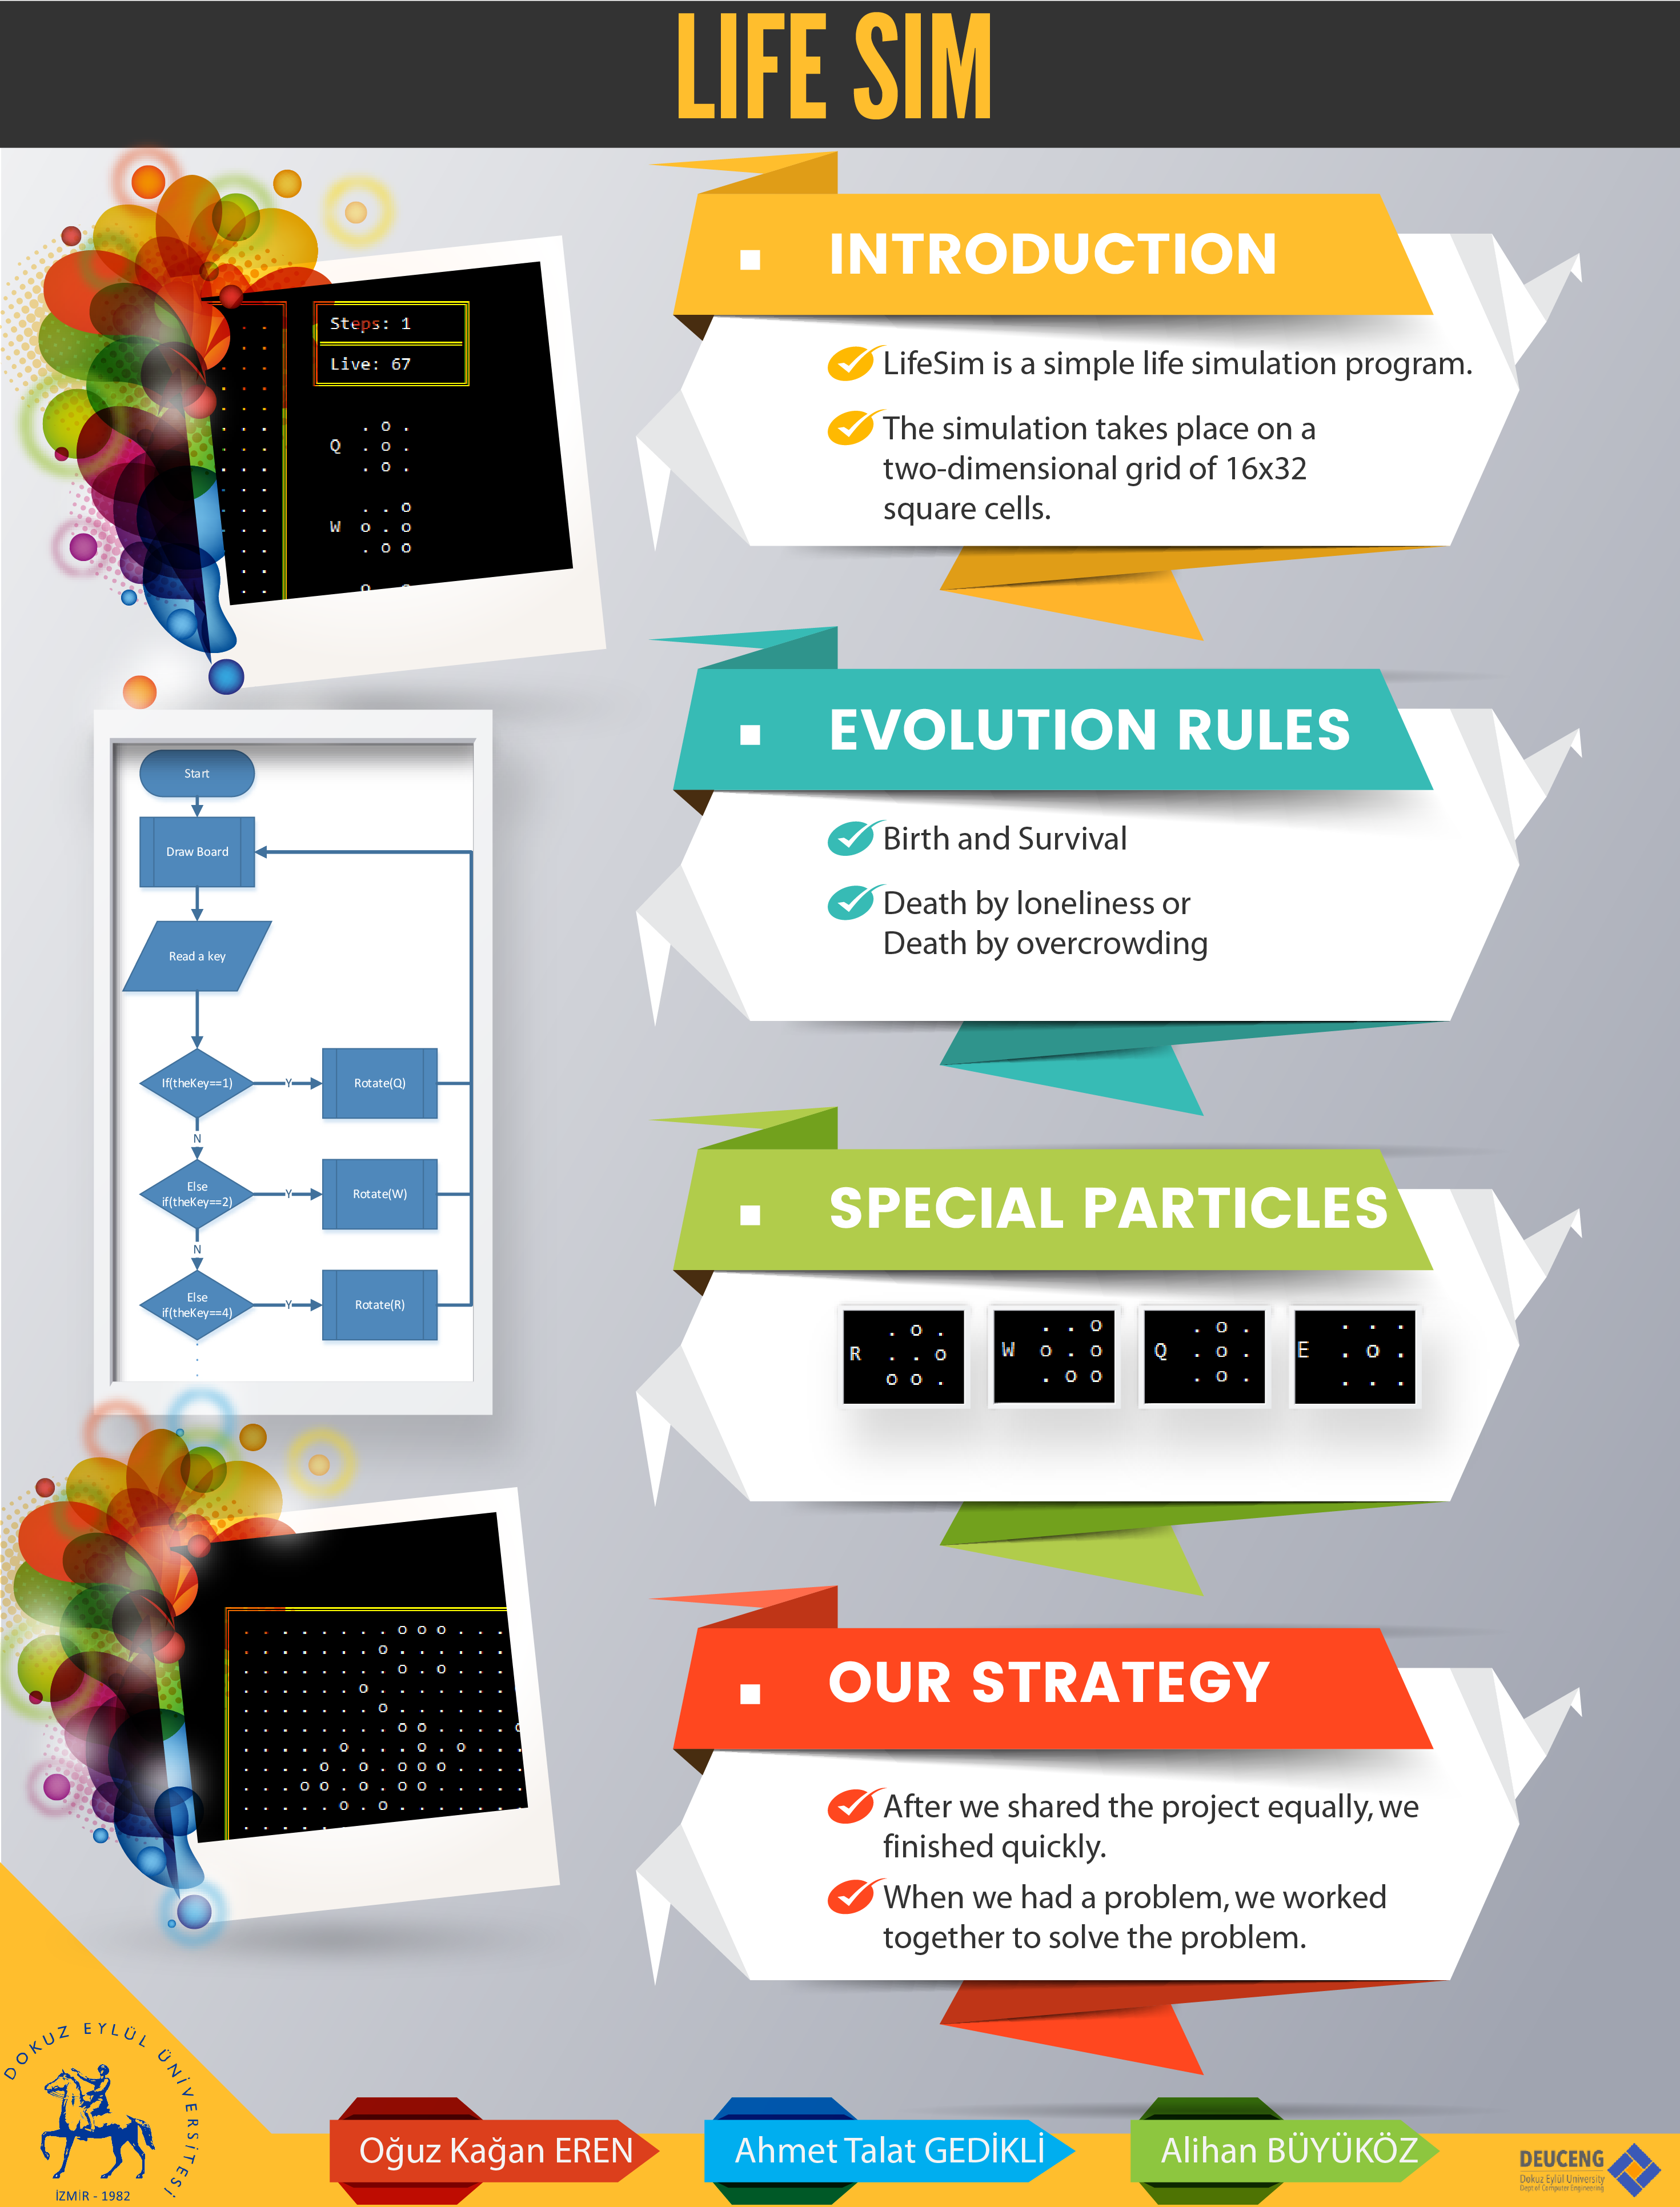 LIFE SIM
INTRODUCTION
LifeSim is a simple life simulation program.
The simulation takes place on a
two-dimensional grid of 16x32
square cells.
Steps: 1
Live: 67
. o .
Q . o .
. o .
. . o
W o . o
. o o
EVOLUTION RULES
Birth and Survival
Death by loneliness or
Death by overcrowding
Start
Draw Board
Read a key
If(theKey==1)
Y
Rotate(Q)
N
Else
if(theKey==2)
Y
Rotate(W)
N
Else
if(theKey==4)
Y
Rotate(R)
SPECIAL PARTICLES
. o .
R . . o
o o .
. . o
W o . o
. o o
. o .
Q . o .
. o .
. . .
E . o .
. . .
OUR STRATEGY
After we shared the project equally, we
finished quickly.
When we had a problem, we worked
together to solve the problem.
DOKUZ EYLÜL ÜNİVERSİTESİ
İZMİR - 1982
Oğuz Kağan EREN
Ahmet Talat GEDİKLİ
Alihan BÜYÜKÖZ
DEUCENG
Dokuz Eylül University
Dept of Computer Engineering